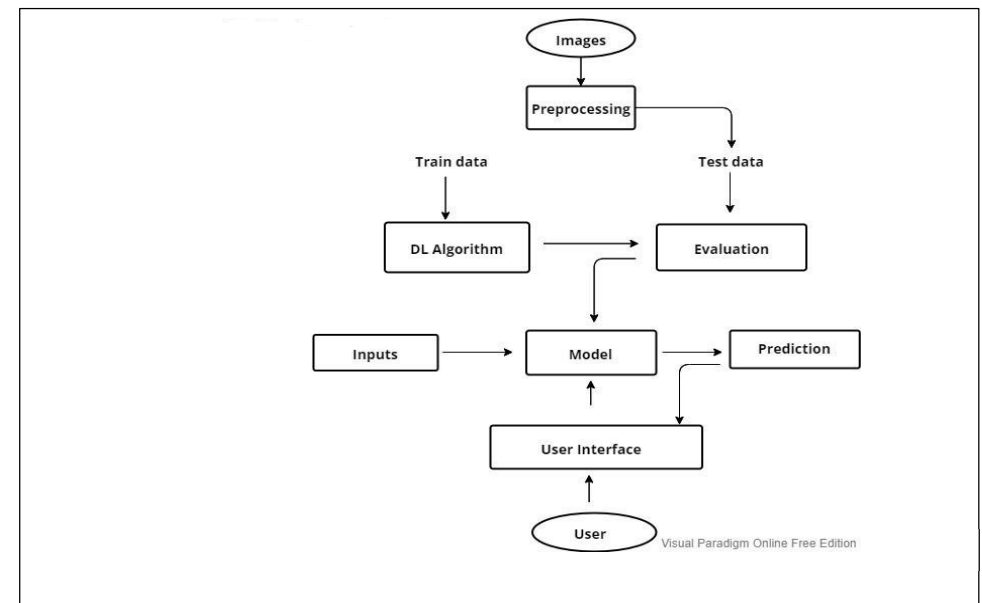 Images
Preprocessing
Train data
Test data
DL Algorithm
Evaluation
Inputs
Model
Prediction
User Interface
User
Visual Paradigm Online Free Edition